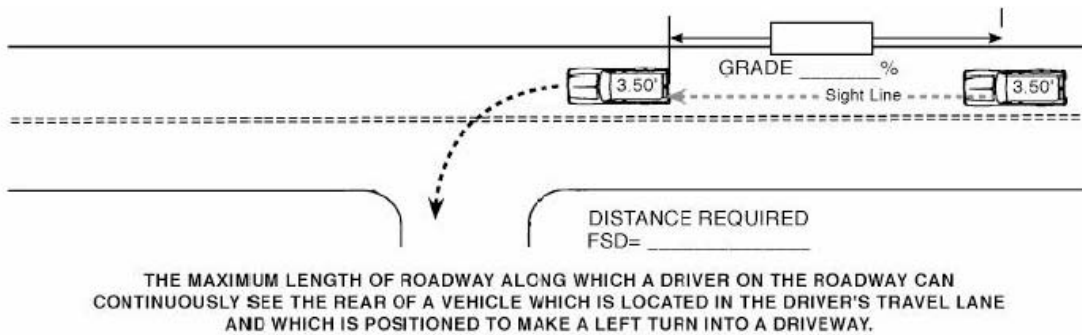 GRADE ______%
3.50'
Sight Line
3.50'
DISTANCE REQUIRED
FSD= ____________
THE MAXIMUM LENGTH OF ROADWAY ALONG WHICH A DRIVER ON THE ROADWAY CAN
CONTINUOUSLY SEE THE REAR OF A VEHICLE WHICH IS LOCATED IN THE DRIVER'S TRAVEL LANE
AND WHICH IS POSITIONED TO MAKE A LEFT TURN INTO A DRIVEWAY.